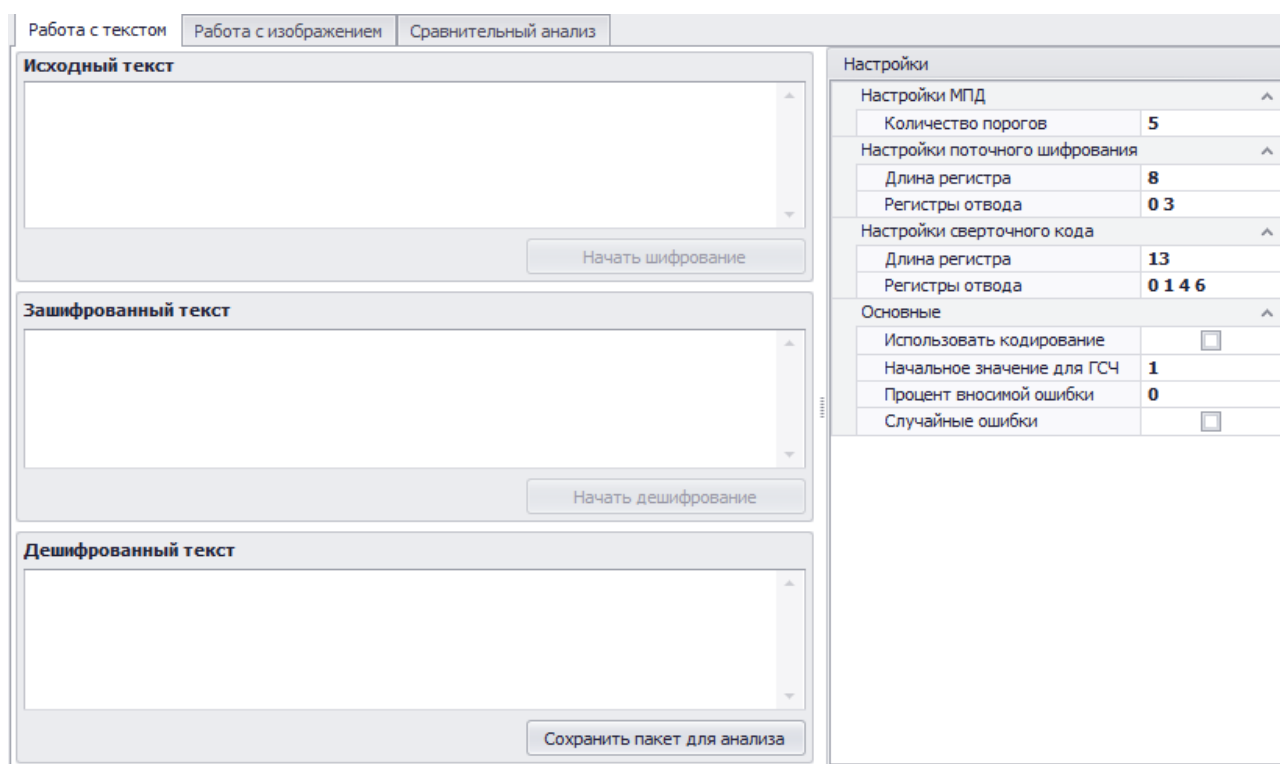 Работа с текстом Работа с изображением Сравнительный анализ
Исходный текст
Начать шифрование
Зашифрованный текст
Начать дешифрование
Дешифрованный текст
Сохранить пакет для анализа
Настройки
Настройки МПД
Количество порогов 5
Настройки поточного шифрования
Длина регистра 8
Регистры отвода 0 3
Настройки сверточного кода
Длина регистра 13
Регистры отвода 0 1 4 6
Основные
Использовать кодирование
Начальное значение для ГСЧ 1
Процент вносимой ошибки 0
Случайные ошибки